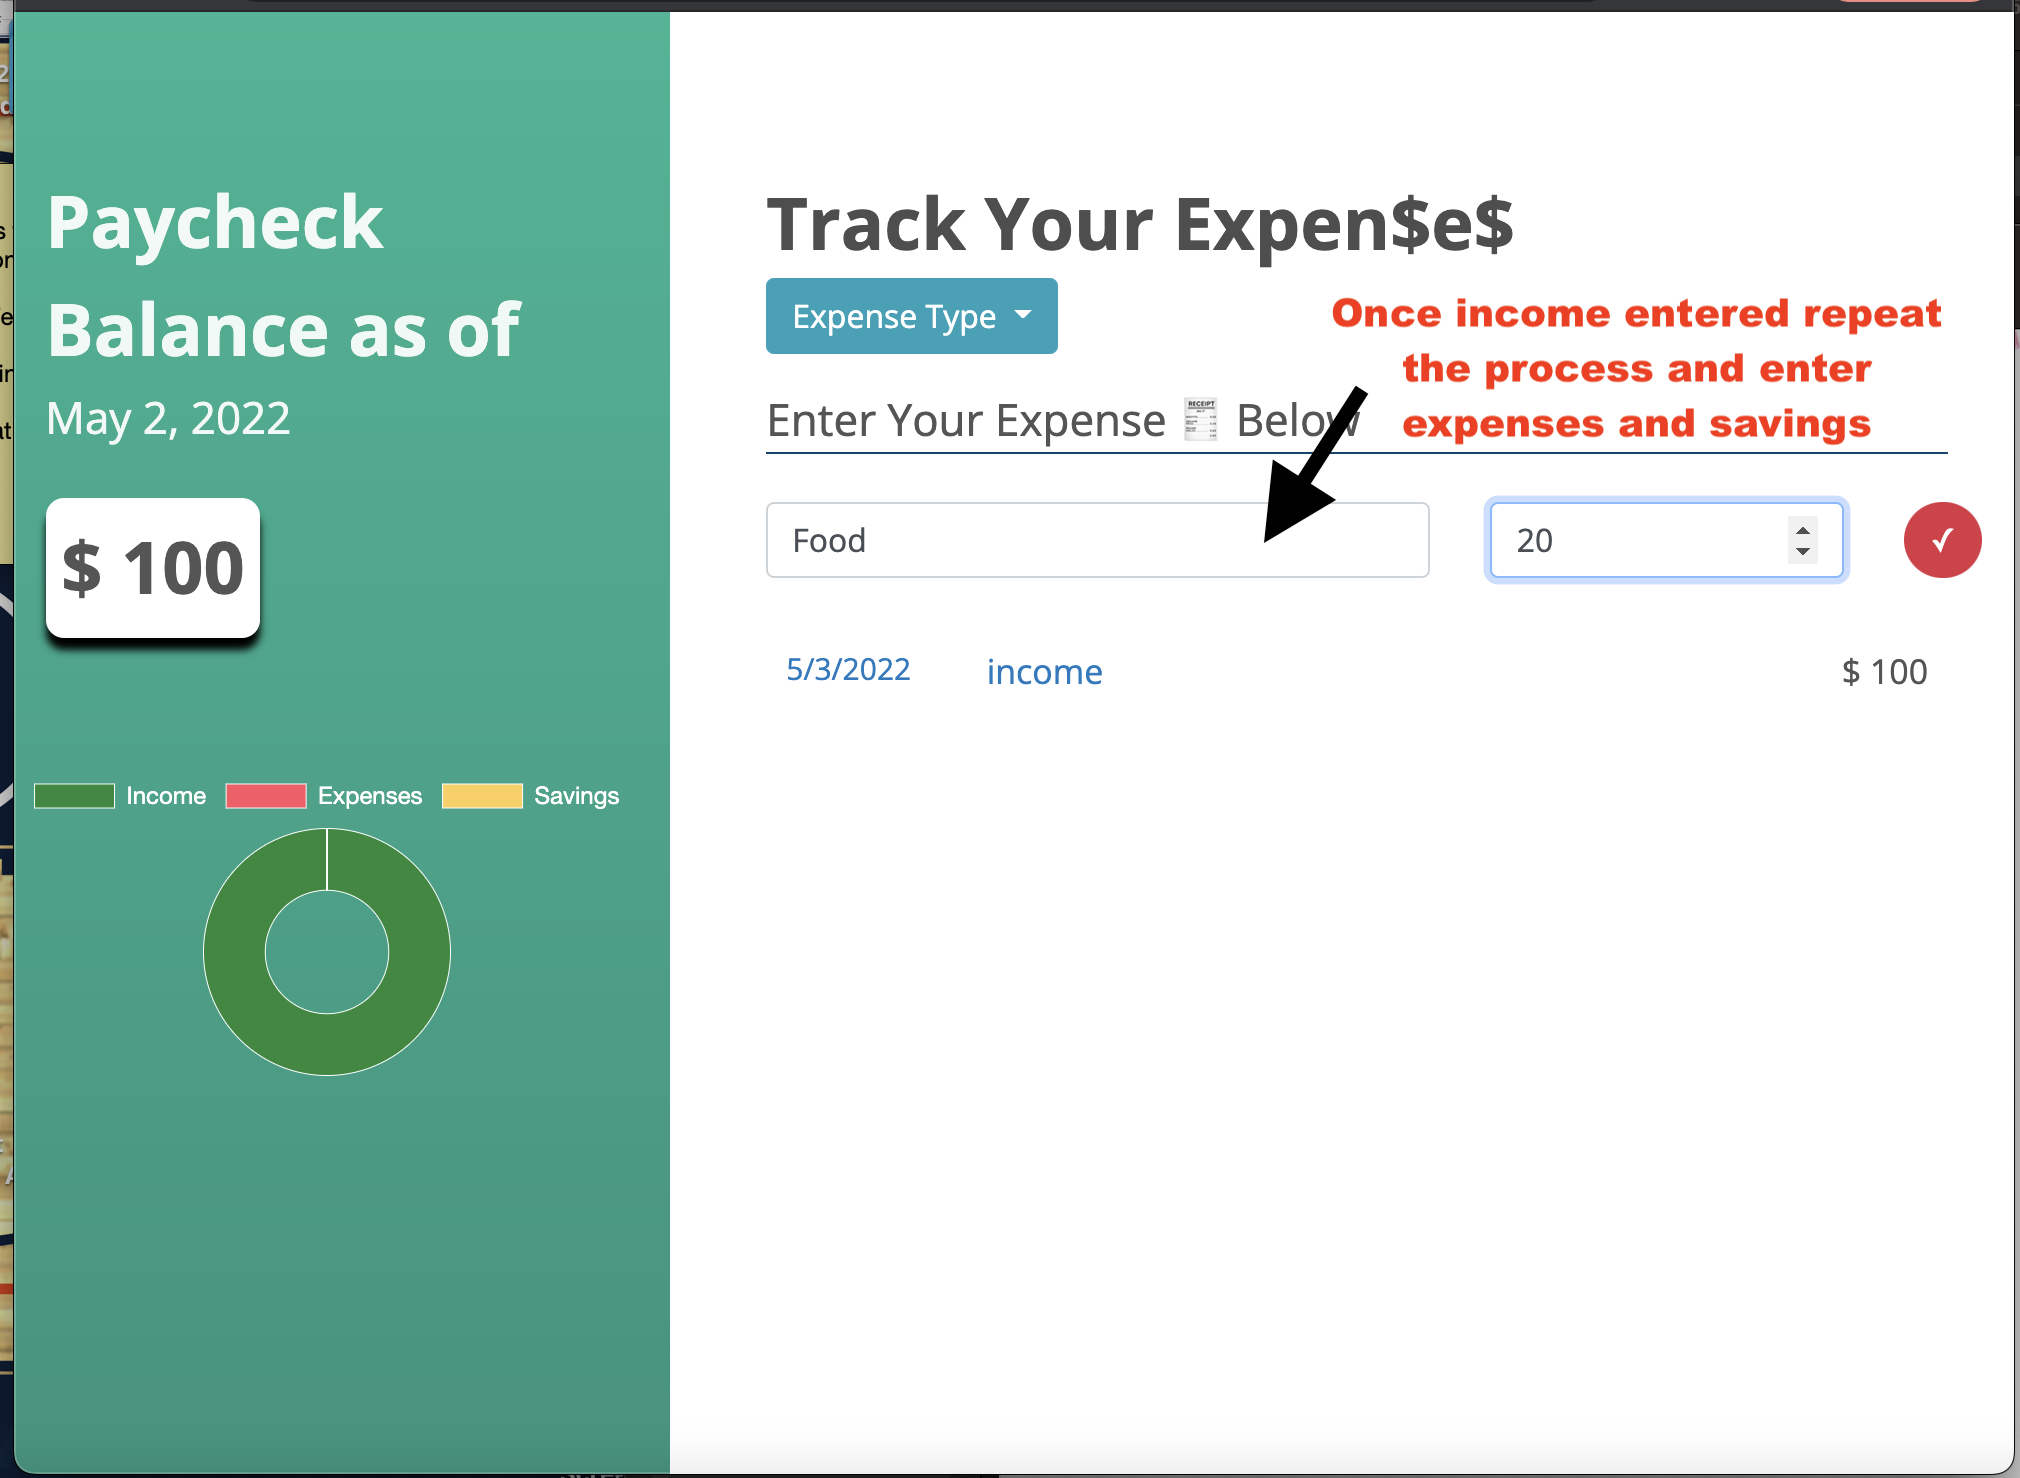 Paycheck
Balance as of
May 2, 2022
$ 100
Income Expenses Savings
Track Your Expen$e$
Expense Type
Once income entered repeat
the process and enter
expenses and savings
Enter Your Expense 🧾 Below
Food 20 ✓
5/3/2022 income $ 100